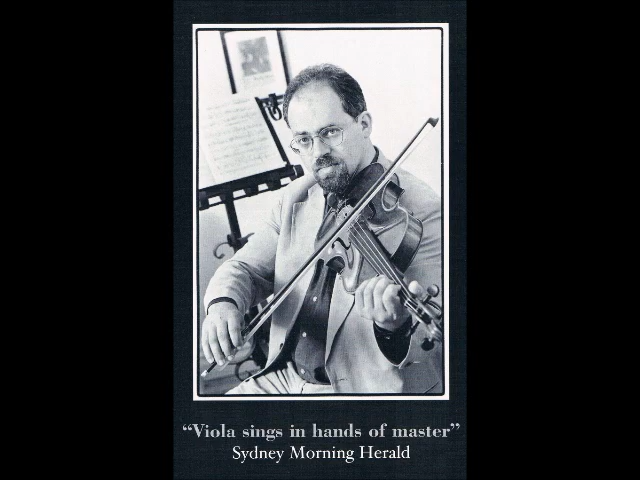 “Viola sings in hands of master”
Sydney Morning Herald